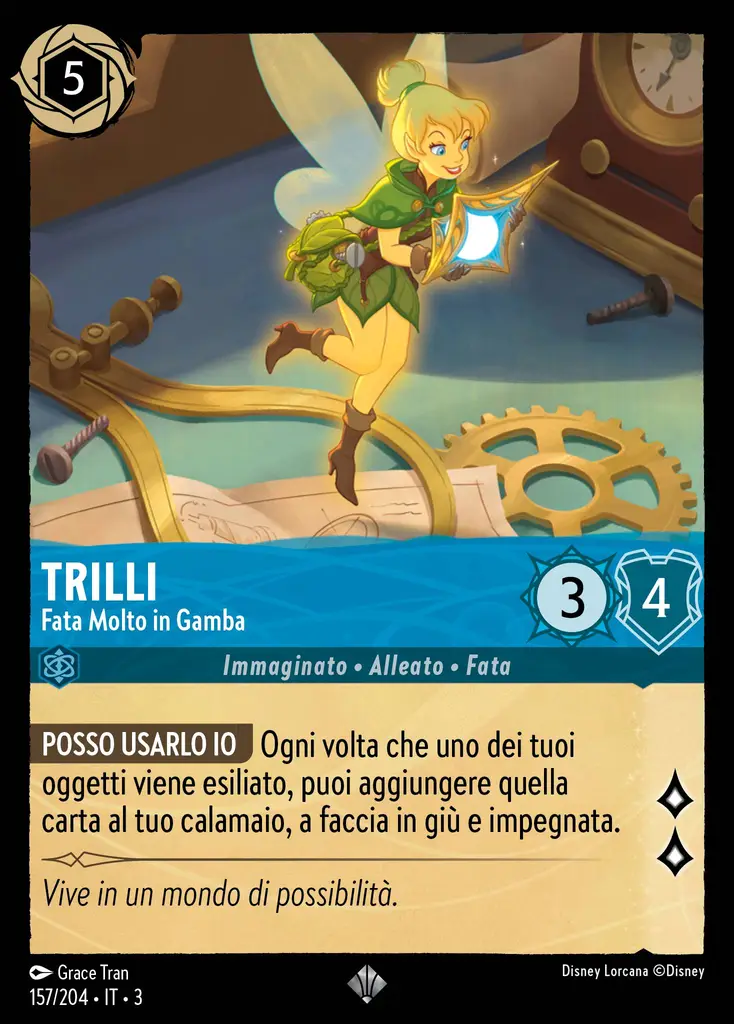 5
TRILLI
Fata Molto in Gamba
3
4
Immaginato • Alleato • Fata
POSSO USARLO IO Ogni volta che uno dei tuoi
oggetti viene esiliato, puoi aggiungere quella
carta al tuo calamaio, a faccia in giù e impegnata.
Vive in un mondo di possibilità.
Grace Tran
Disney Lorcana ©Disney
157/204 • IT • 3